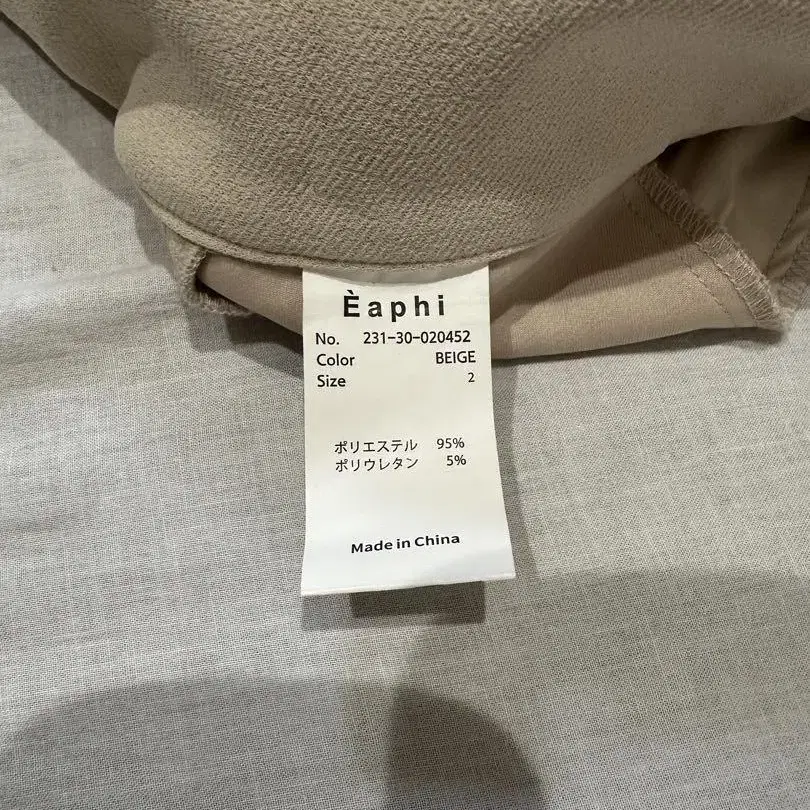 Èaphi
No. 231-30-020452
Color BEIGE
Size 2
ポリエステル 95%
ポリウレタン 5%
Made in China